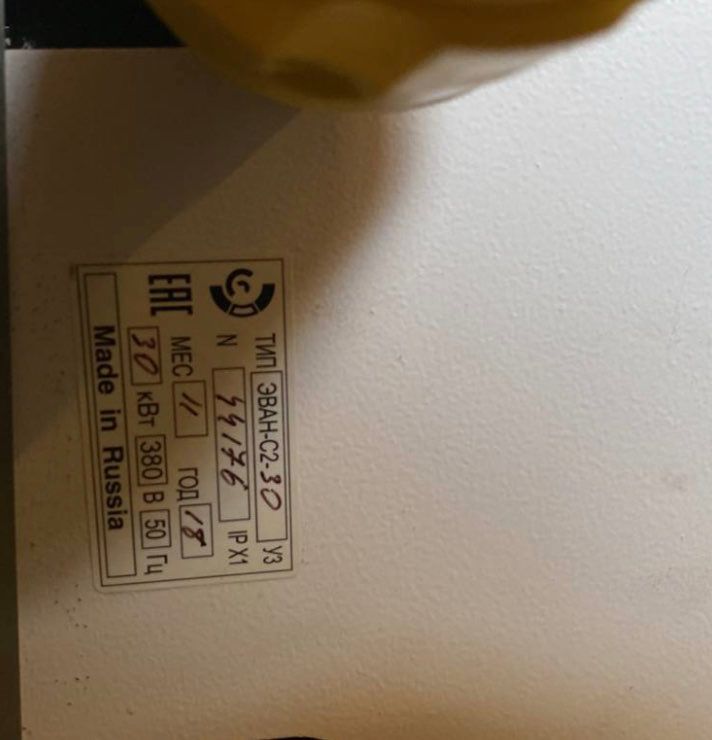 ТИП ЭВАН-С2-30 У3
N 44176 IP X1
ЕАС МЕС 11 ГОД 18
30 кВт 380 В 50 Гц
Made in Russia